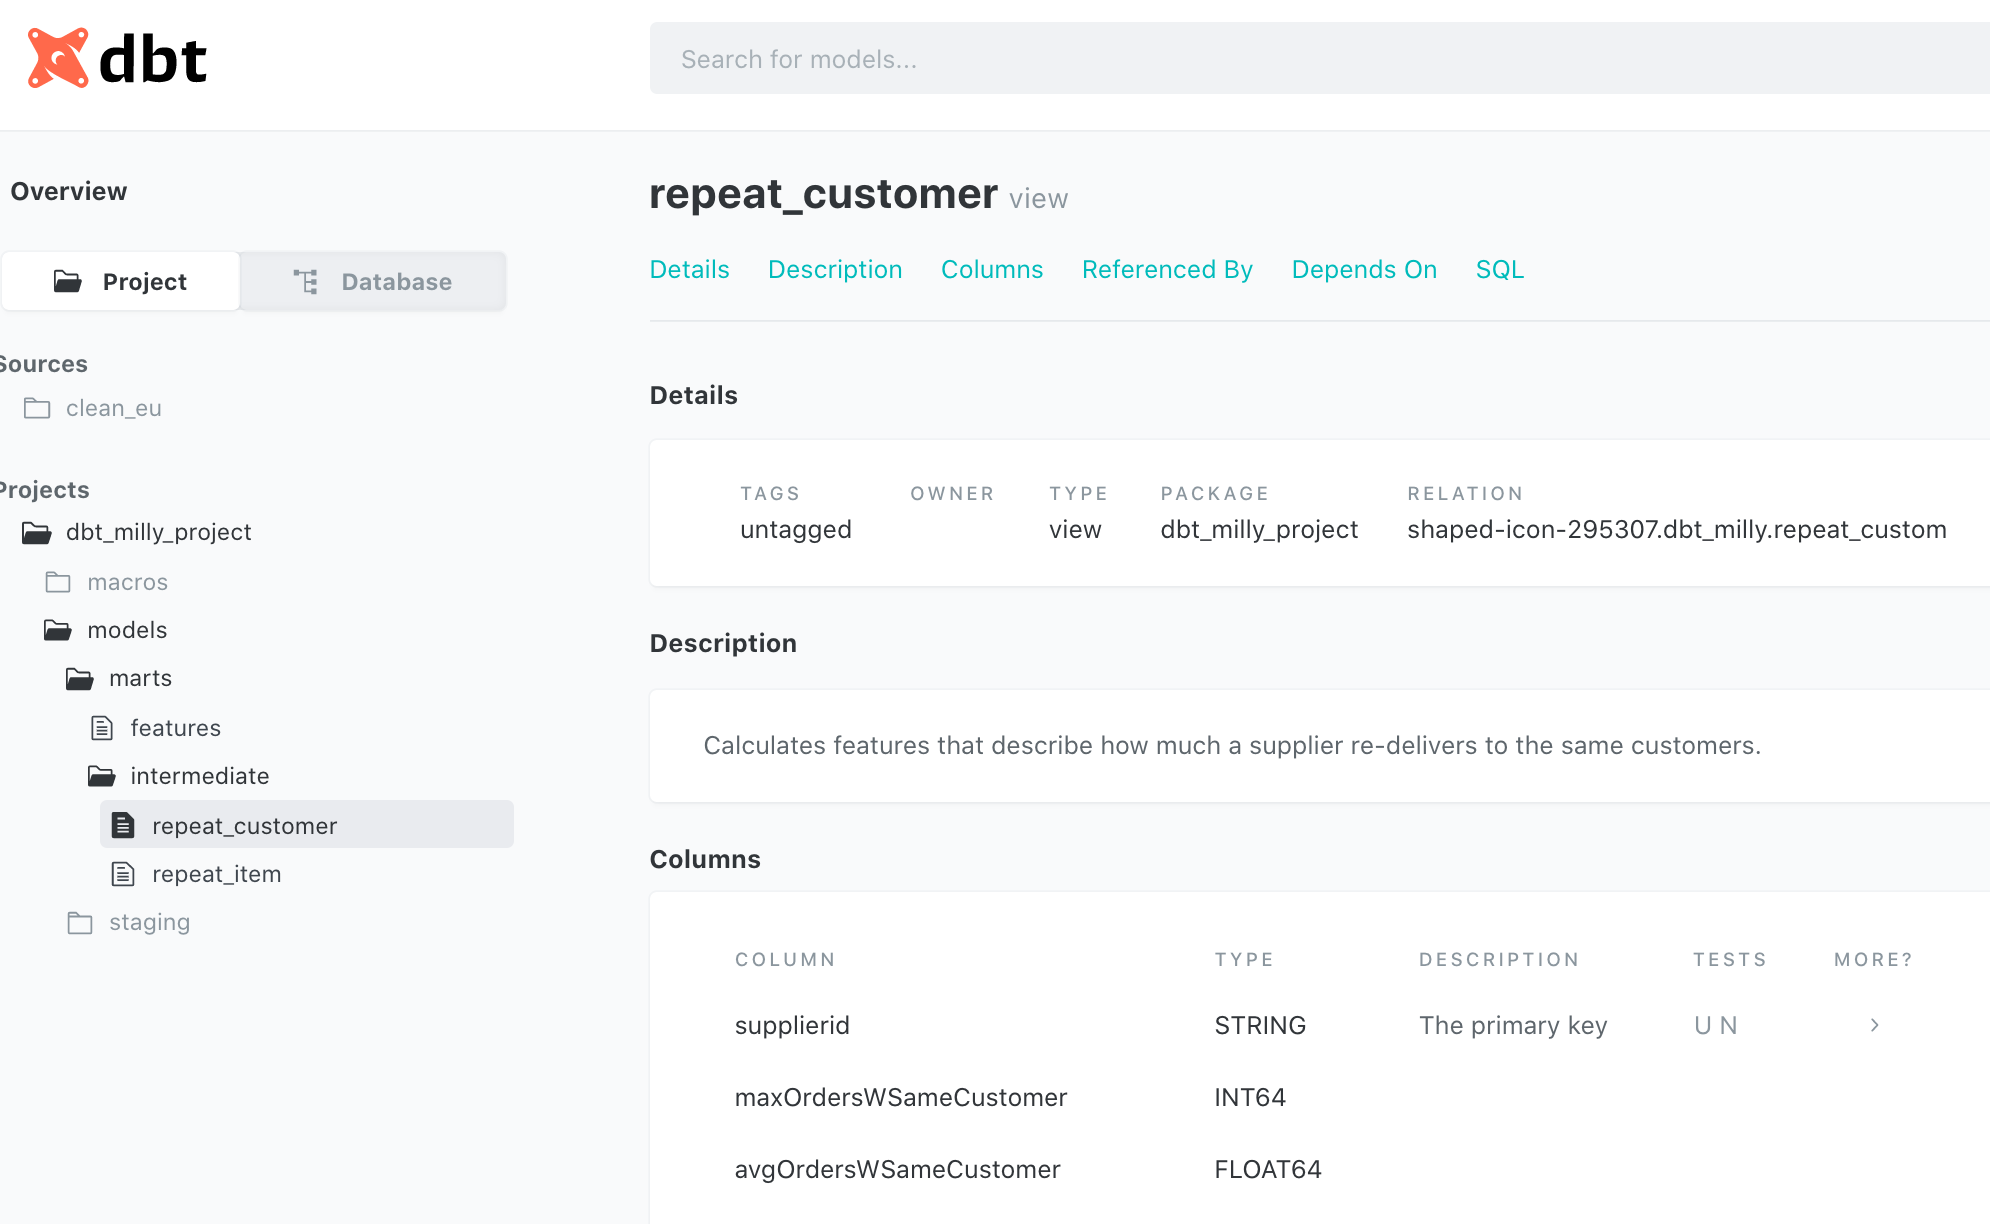 dbt
Search for models...
Overview
Project Database
Sources
clean_eu
Projects
dbt_milly_project
macros
models
marts
features
intermediate
repeat_customer
repeat_item
staging
repeat_customer view
Details Description Columns Referenced By Depends On SQL
Details
TAGS OWNER TYPE PACKAGE RELATION
untagged view dbt_milly_project shaped-icon-295307.dbt_milly.repeat_custom
Description
Calculates features that describe how much a supplier re-delivers to the same customers.
Columns
COLUMN TYPE DESCRIPTION TESTS MORE?
supplierid STRING The primary key U N >
maxOrdersWSameCustomer INT64
avgOrdersWSameCustomer FLOAT64